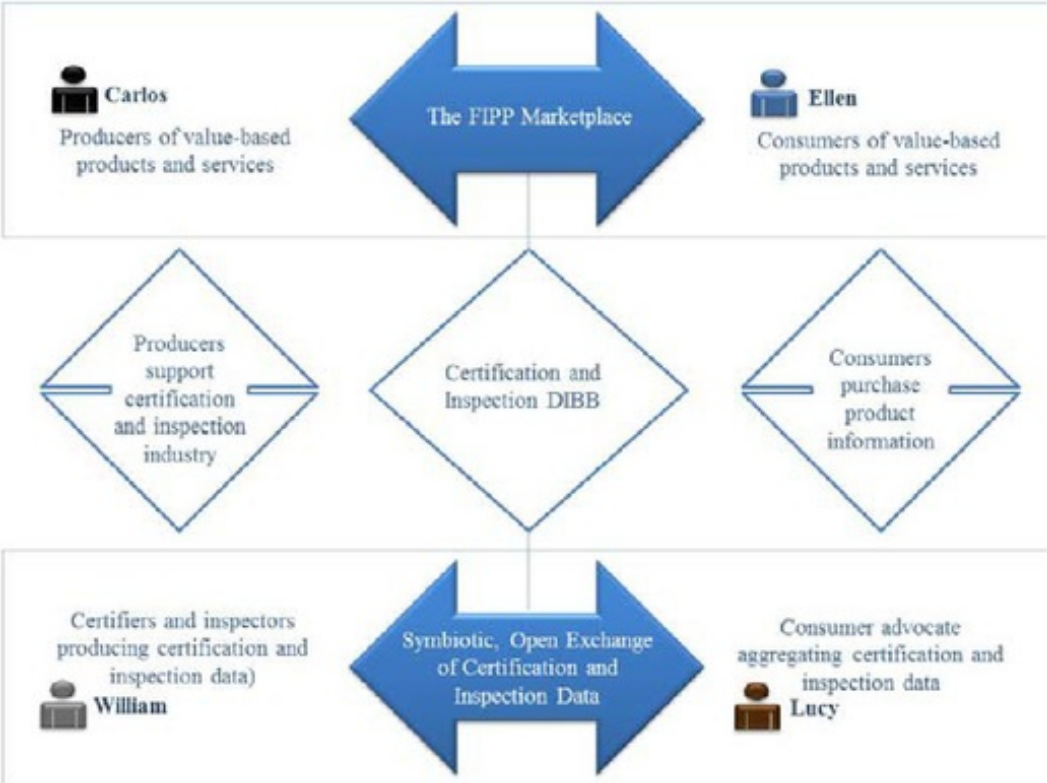 Carlos
Producers of value-based
products and services
The FIPP Marketplace
Ellen
Consumers of value-based
products and services
Producers
support
certification
and inspection
industry
Certification and
Inspection DIBB
Consumers
purchase
product
information
Certifiers and inspectors
producing certification and
inspection data)
William
Symbiotic, Open Exchange
of Certification and
Inspection Data
Consumer advocate
aggregating certification and
inspection data
Lucy